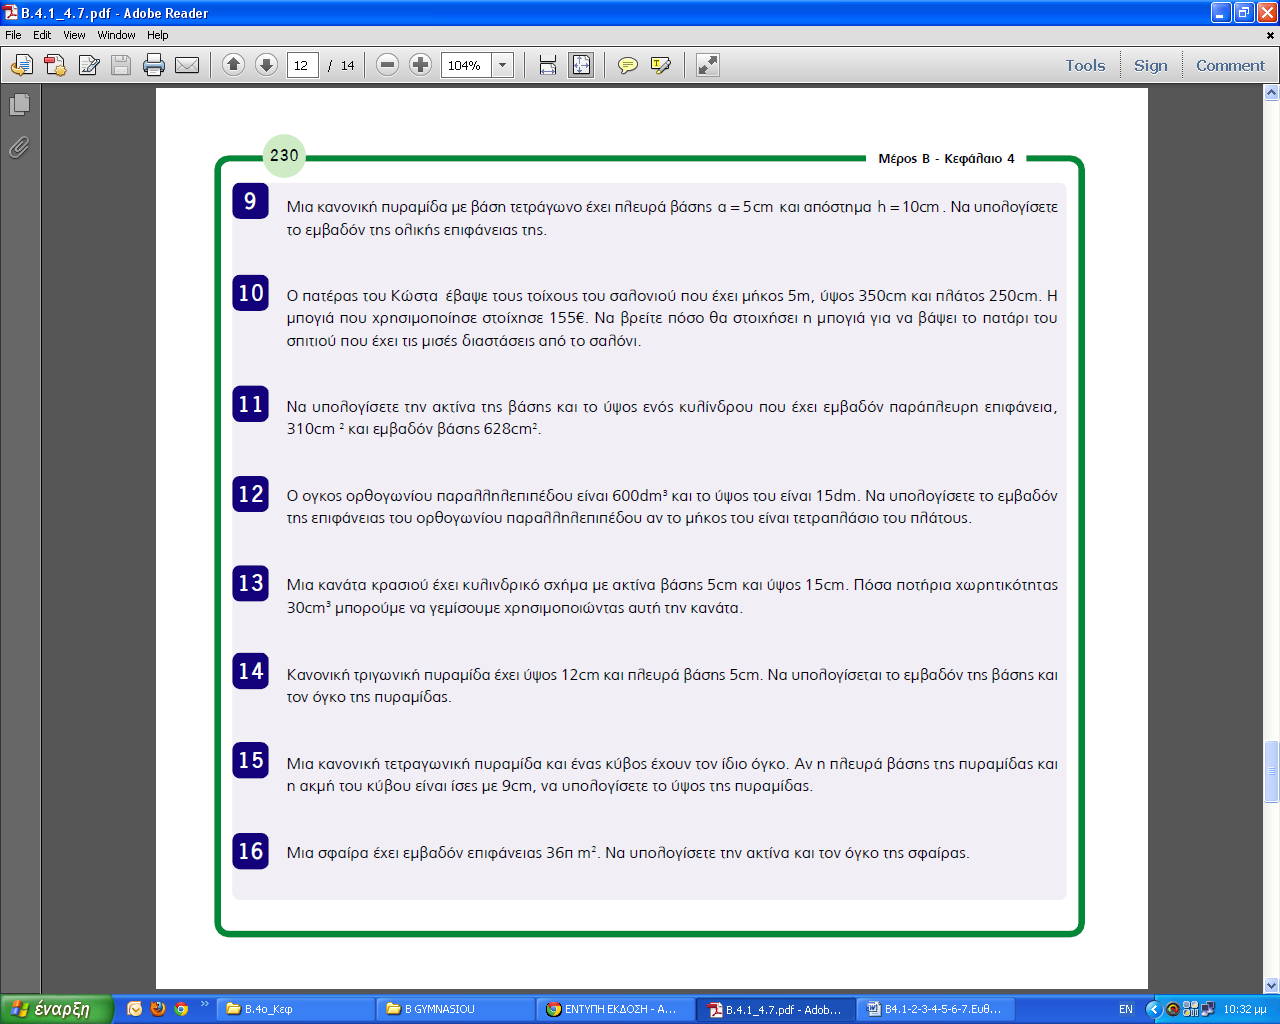 B.4.1_4.7.pdf - Adobe Reader
File Edit View Window Help
12 / 14 104% Tools Sign Comment
230
Μέρος Β - Κεφάλαιο 4
9 Μια κανονική πυραμίδα με βάση τετράγωνο έχει πλευρά βάσης α = 5cm και απόστημα h = 10cm. Να υπολογίσετε
το εμβαδόν της ολικής επιφάνειας της.
10 Ο πατέρας του Κώστα έβαψε τους τοίχους του σαλονιού που έχει μήκος 5m, ύψος 350cm και πλάτος 250cm. Η
μπογιά που χρησιμοποίησε στοίχησε 155€. Να βρείτε πόσο θα στοιχήσει η μπογιά για να βάψει το πατάρι του
σπιτιού που έχει τις μισές διαστάσεις από το σαλόνι.
11 Να υπολογίσετε την ακτίνα της βάσης και το ύψος ενός κυλίνδρου που έχει εμβαδόν παράπλευρη επιφάνεια,
310cm ² και εμβαδόν βάσης 628cm².
12 Ο ογκος ορθογωνίου παραλληλεπιπέδου είναι 600dm³ και το ύψος του είναι 15dm. Να υπολογίσετε το εμβαδόν
της επιφάνειας του ορθογωνίου παραλληλεπιπέδου αν το μήκος του είναι τετραπλάσιο του πλάτους.
13 Μια κανάτα κρασιού έχει κυλινδρικό σχήμα με ακτίνα βάσης 5cm και ύψος 15cm. Πόσα ποτήρια χωρητικότητας
30cm³ μπορούμε να γεμίσουμε χρησιμοποιώντας αυτή την κανάτα.
14 Κανονική τριγωνική πυραμίδα έχει ύψος 12cm και πλευρά βάσης 5cm. Να υπολογίσεται το εμβαδόν της βάσης και
τον όγκο της πυραμίδας.
15 Μια κανονική τετραγωνική πυραμίδα και ένας κύβος έχουν τον ίδιο όγκο. Αν η πλευρά βάσης της πυραμίδας και
η ακμή του κύβου είναι ίσες με 9cm, να υπολογίσετε το ύψος της πυραμίδας.
16 Μια σφαίρα έχει εμβαδόν επιφάνειας 36π m². Να υπολογίσετε την ακτίνα και τον όγκο της σφαίρας.
έναρξη B.4o_Κεφ B GYMNASIOU ΕΝΤΥΠΗ ΕΚΔΟΣΗ - Α... B.4.1_4.7.pdf - Adob... B4.1-2-3-4-5-6-7.Ευθ... EN 10:32 μμ